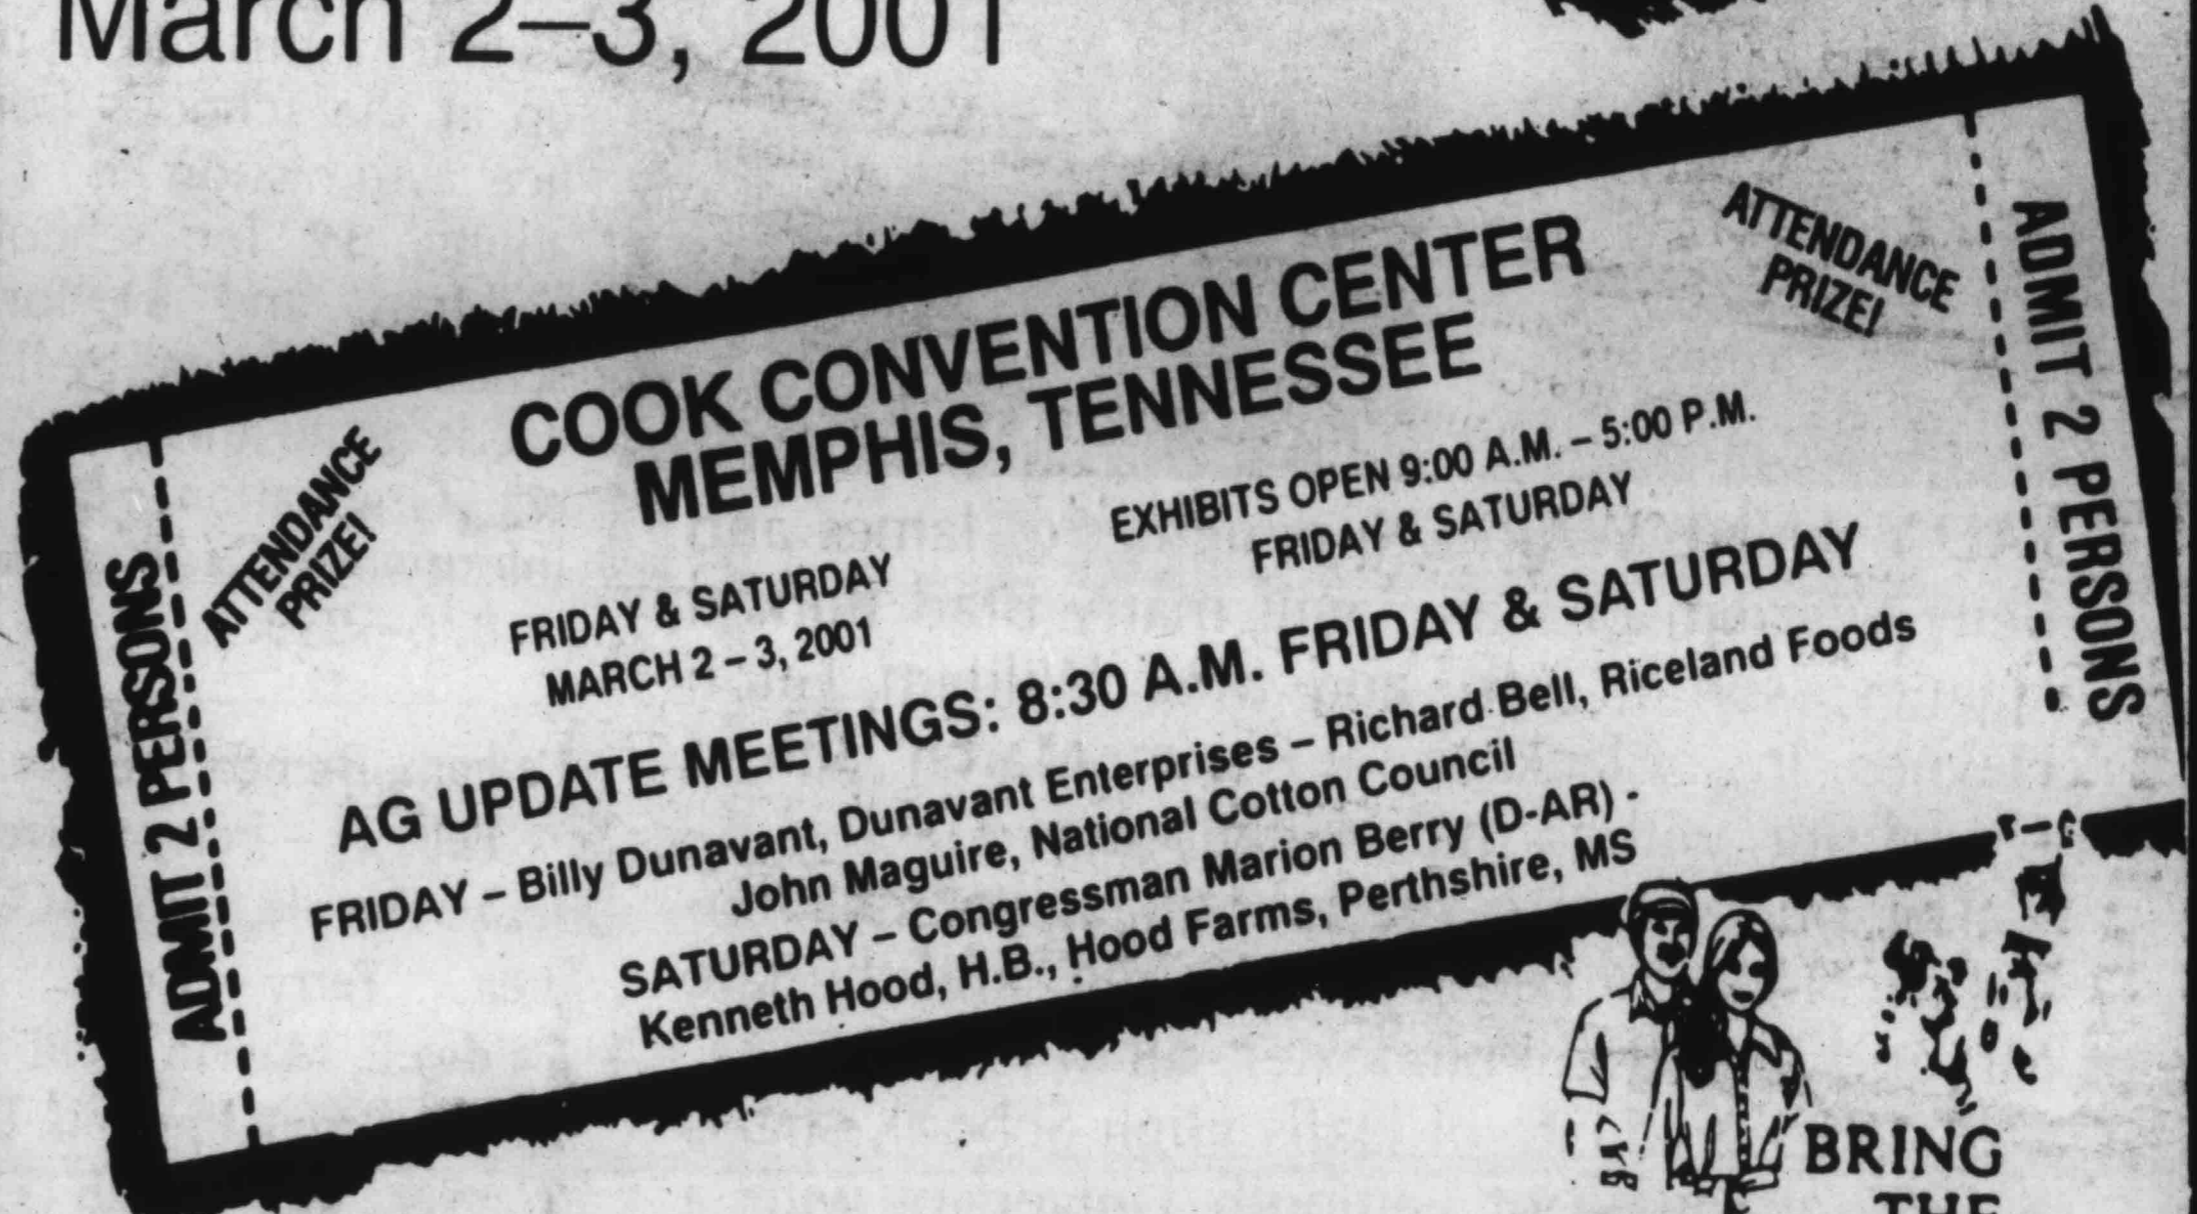 March 2–3, 2001
COOK CONVENTION CENTER
MEMPHIS, TENNESSEE
ATTENDANCE
PRIZE!
ATTENDANCE
PRIZE!
ADMIT 2 PERSONS
ADMIT 2 PERSONS
FRIDAY & SATURDAY
MARCH 2 – 3, 2001
EXHIBITS OPEN 9:00 A.M. – 5:00 P.M.
FRIDAY & SATURDAY
AG UPDATE MEETINGS: 8:30 A.M. FRIDAY & SATURDAY
FRIDAY – Billy Dunavant, Dunavant Enterprises – Richard Bell, Riceland Foods
John Maguire, National Cotton Council
SATURDAY – Congressman Marion Berry (D-AR) -
Kenneth Hood, H.B., Hood Farms, Perthshire, MS
BRING
THE